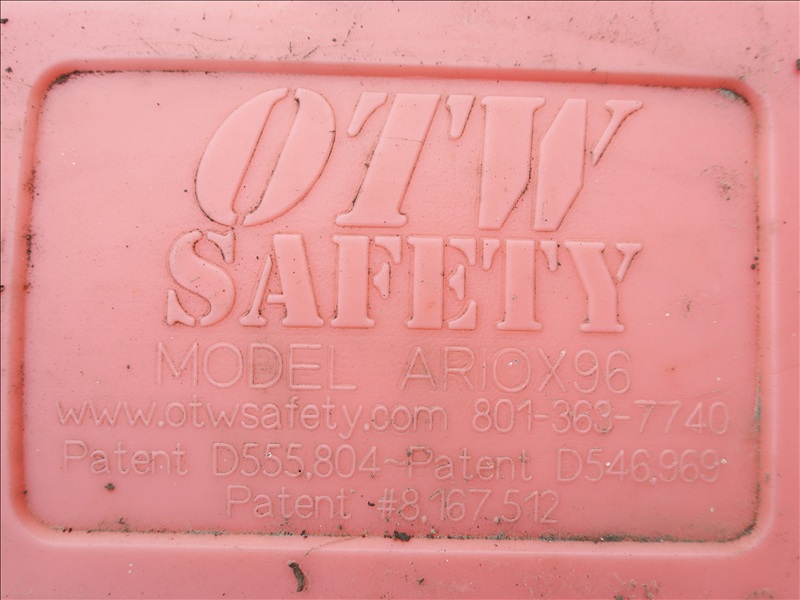 OTW
SAFETY
MODEL AR10X96
www.otwsafety.com 801-363-7740
Patent D555,804~Patent D546,969
Patent #8,167,512